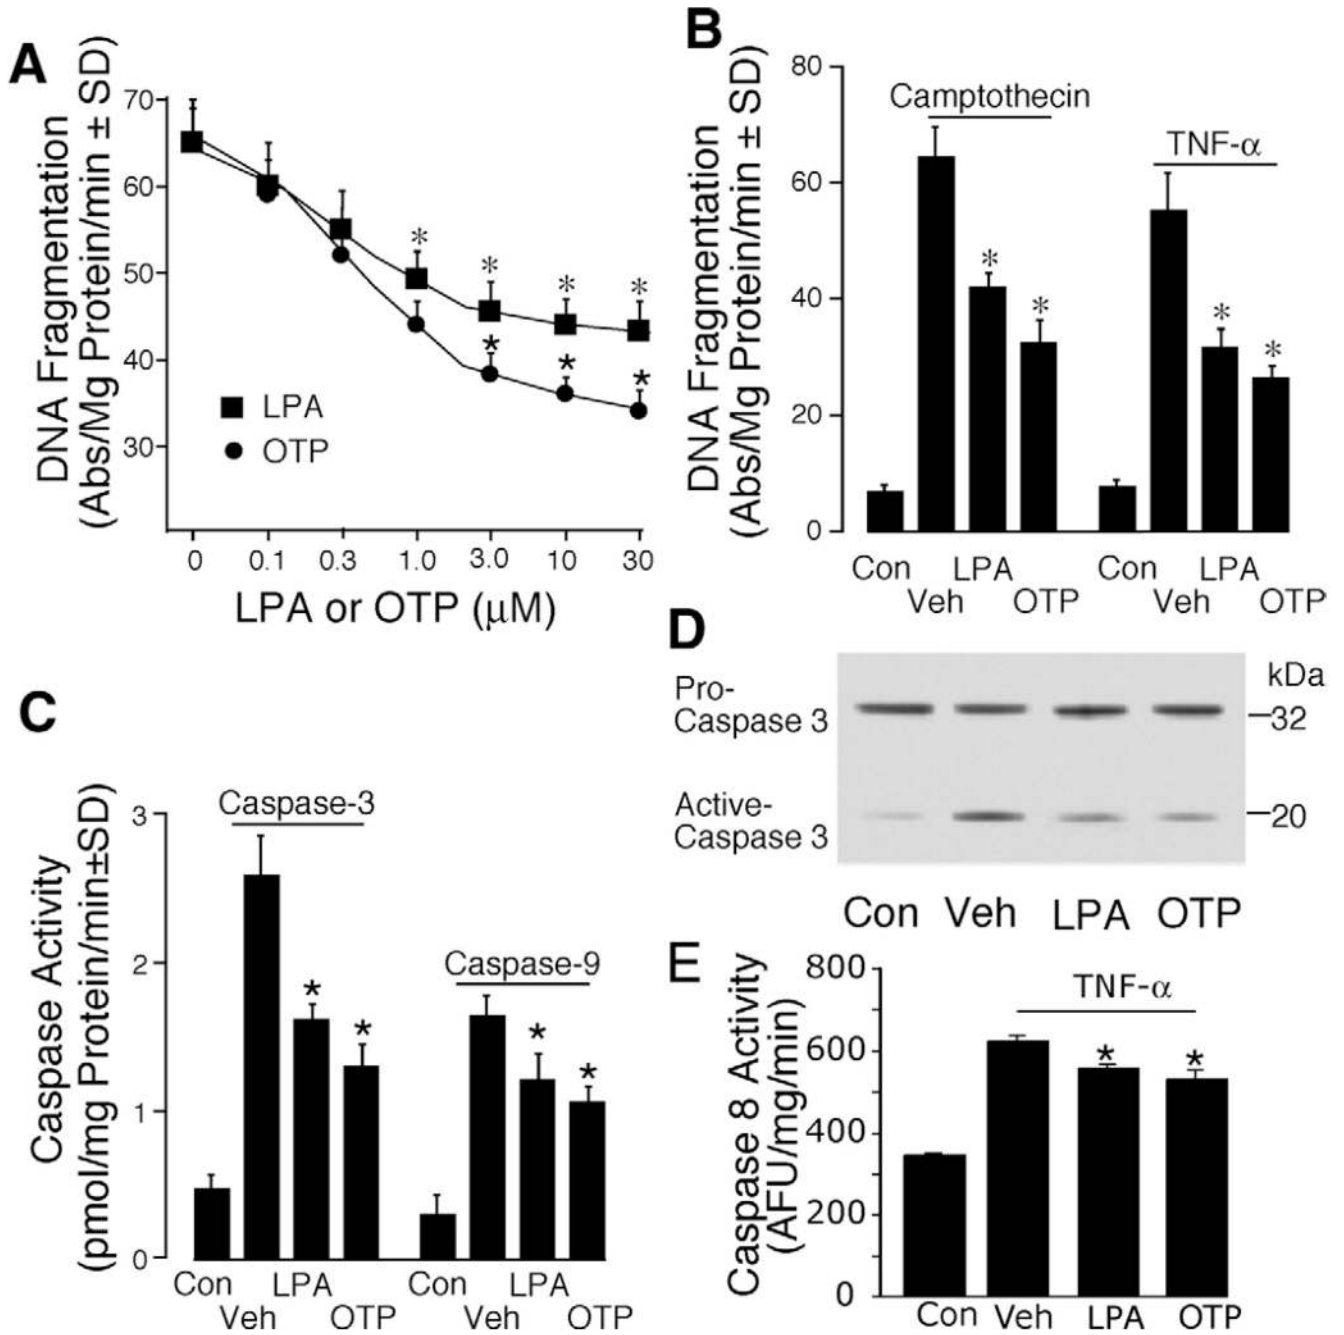 A
DNA Fragmentation
(Abs/Mg Protein/min ± SD)
70
60
50
40
30
*
*
*
*
*
*
*
LPA
OTP
0 0.1 0.3 1.0 3.0 10 30
LPA or OTP (μM)
B
DNA Fragmentation
(Abs/Mg Protein/min ± SD)
80
60
40
20
0
Camptothecin
TNF-α
*
*
*
*
Con LPA Con LPA
Veh OTP Veh OTP
C
Caspase Activity
(pmol/mg Protein/min±SD)
3
2
1
0
Caspase-3
Caspase-9
*
*
*
*
Con LPA Con LPA
Veh OTP Veh OTP
D
kDa
Pro-
Caspase 3
32
Active-
Caspase 3
20
Con Veh LPA OTP
E
Caspase 8 Activity
(AFU/mg/min)
800
600
400
200
0
TNF-α
*
*
Con Veh LPA OTP